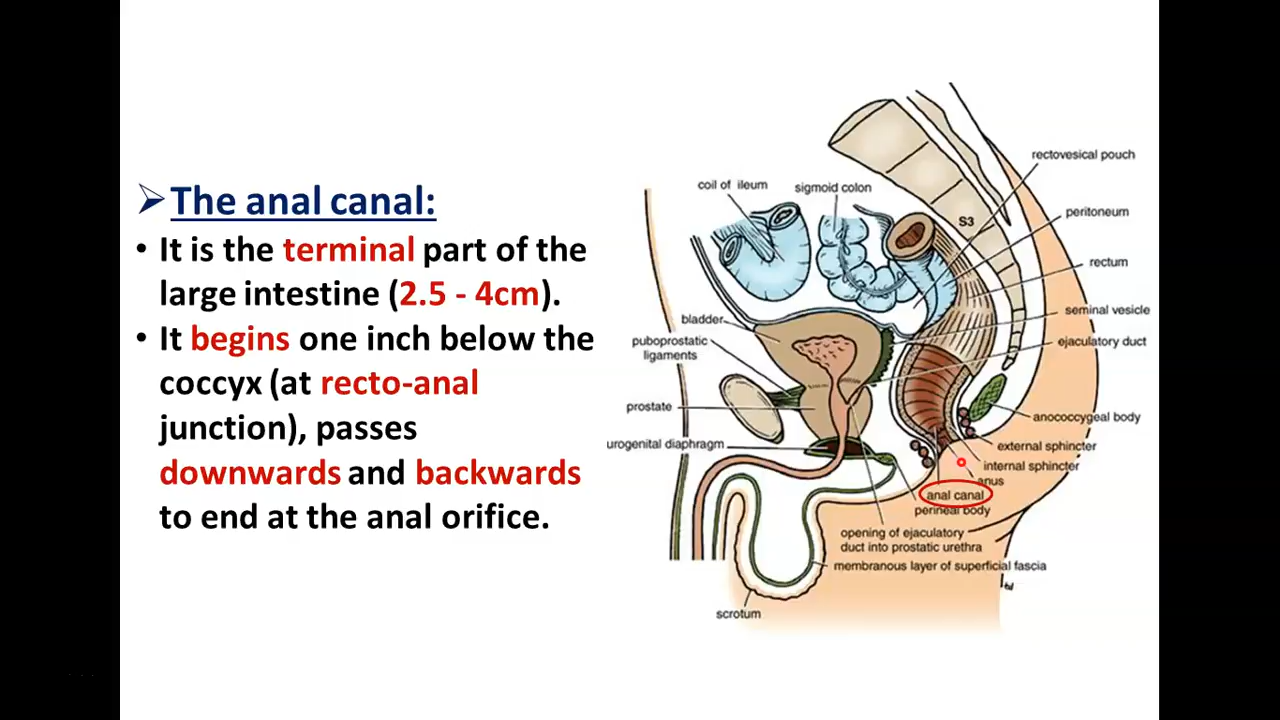 The anal canal:
• It is the terminal part of the
large intestine (2.5 - 4cm).
• It begins one inch below the
coccyx (at recto-anal
junction), passes
downwards and backwards
to end at the anal orifice.
rectovesical pouch
coil of ileum
sigmoid colon
S3
peritoneum
rectum
bladder
seminal vesicle
puboprostatic
ligaments
ejaculatory duct
prostate
anococcygeal body
urogenital diaphragm
external sphincter
internal sphincter
anus
anal canal
perineal body
opening of ejaculatory
duct into prostatic urethra
membranous layer of superficial fascia
scrotum